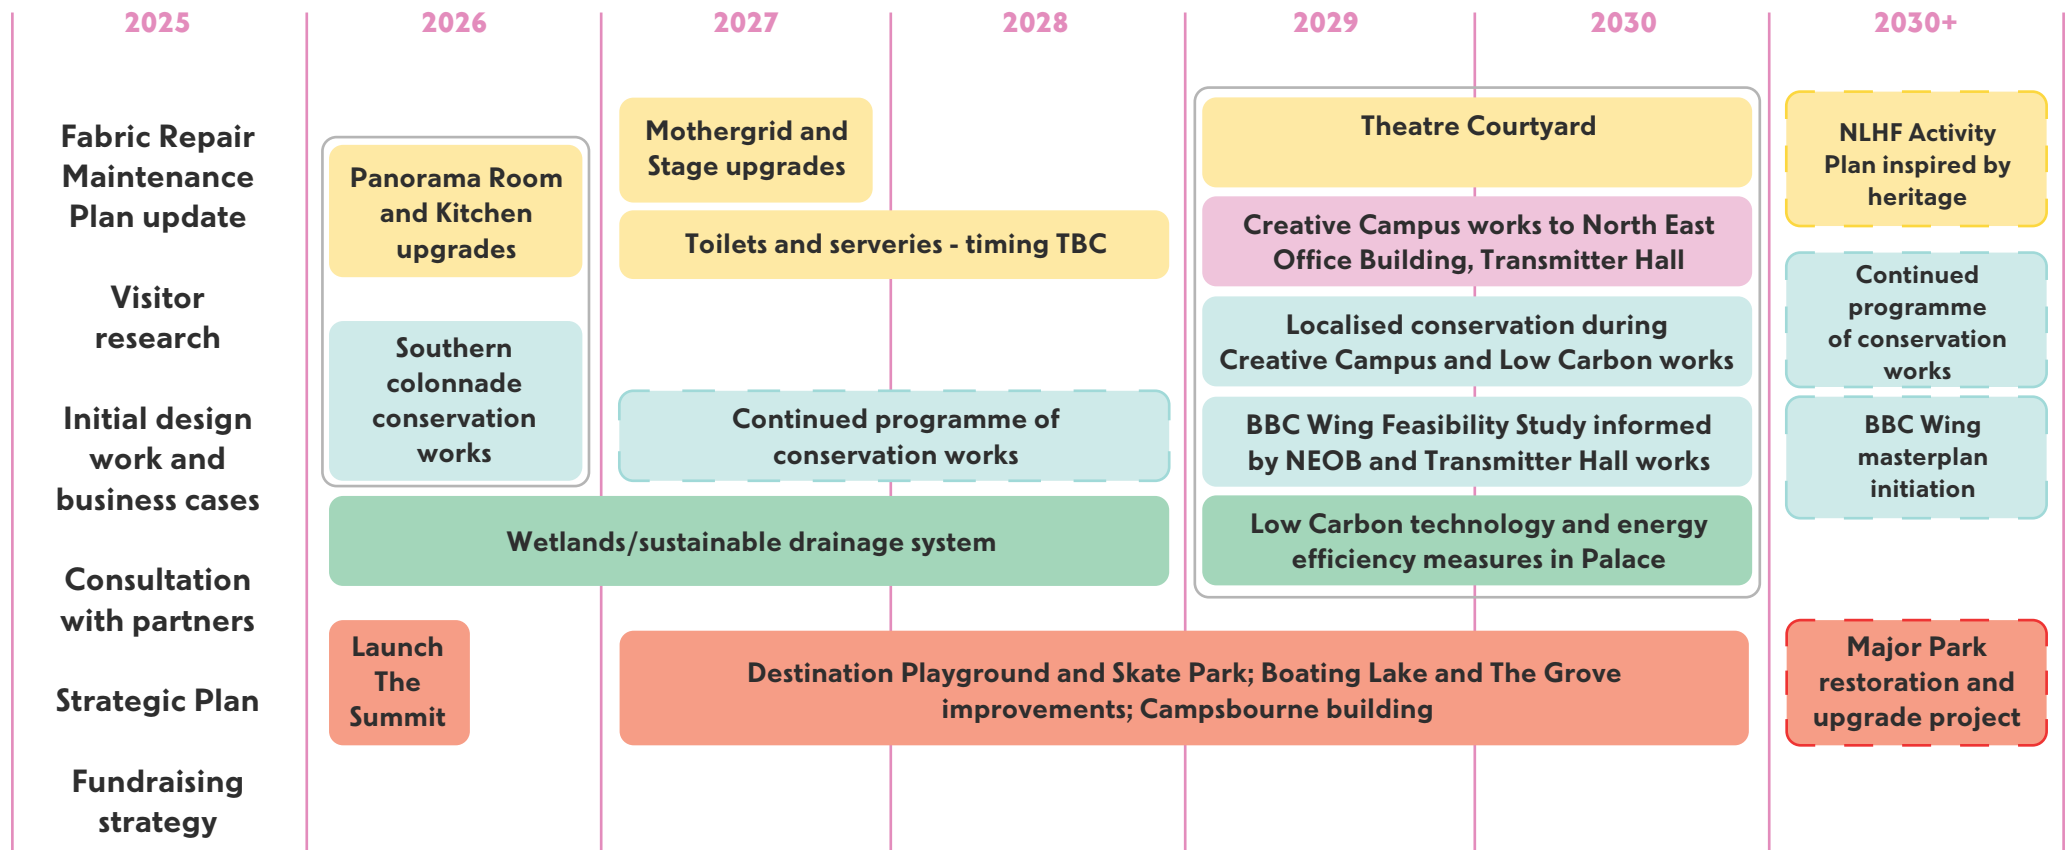 2025
2026
2027
2028
2029
2030
2030+
Fabric Repair
Maintenance
Plan update
Visitor
research
Initial design
work and
business cases
Consultation
with partners
Strategic Plan
Fundraising
strategy
Panorama Room
and Kitchen
upgrades
Southern
colonnade
conservation
works
Mothergrid and
Stage upgrades
Toilets and serveries - timing TBC
Continued programme of
conservation works
Wetlands/sustainable drainage system
Launch
The
Summit
Destination Playground and Skate Park; Boating Lake and The Grove
improvements; Campsbourne building
Theatre Courtyard
Creative Campus works to North East
Office Building, Transmitter Hall
Localised conservation during
Creative Campus and Low Carbon works
BBC Wing Feasibility Study informed
by NEOB and Transmitter Hall works
Low Carbon technology and energy
efficiency measures in Palace
NLHF Activity
Plan inspired by
heritage
Continued
programme
of conservation
works
BBC Wing
masterplan
initiation
Major Park
restoration and
upgrade project